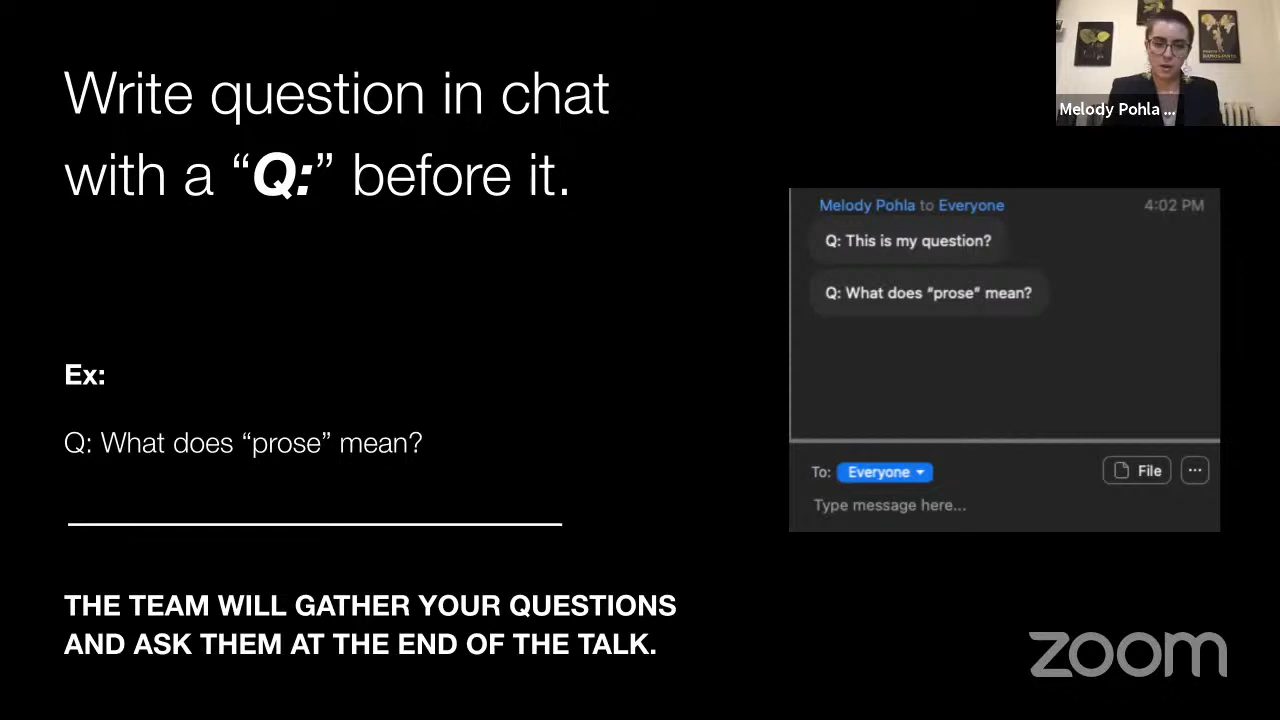 Write question in chat
with a “Q:” before it.
Ex:
Q: What does “prose” mean?
THE TEAM WILL GATHER YOUR QUESTIONS
AND ASK THEM AT THE END OF THE TALK.
Melody Pohla ...
Melody Pohla to Everyone 4:02 PM
Q: This is my question?
Q: What does “prose” mean?
To: Everyone File ...
Type message here...
zoom